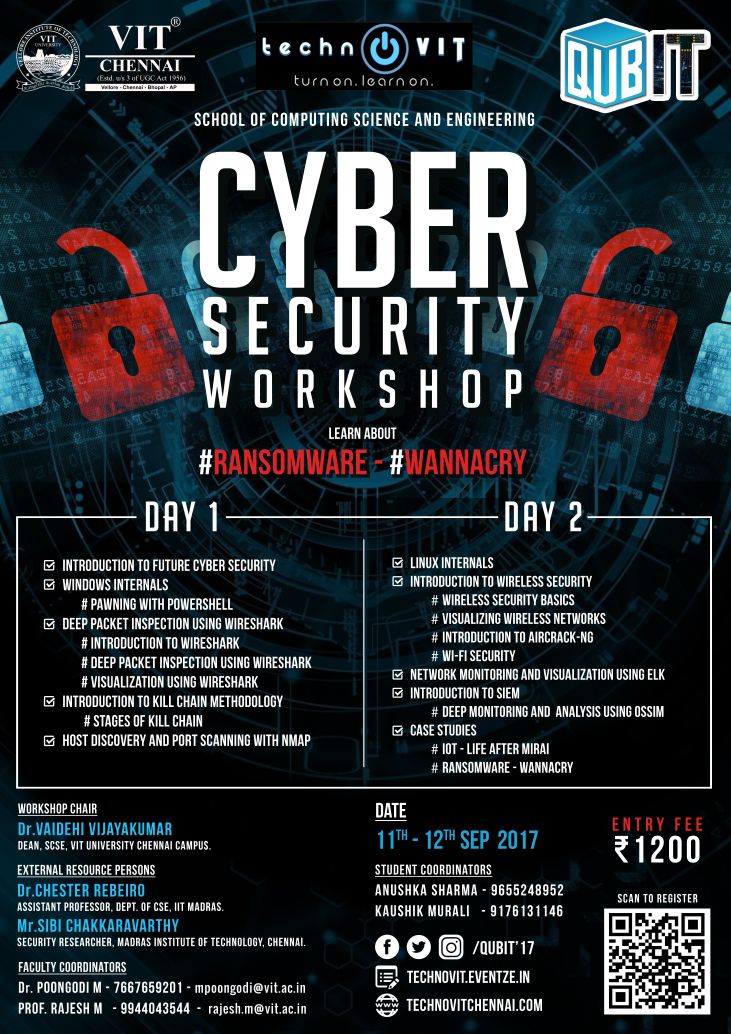 VIT
UNIVERSITY
VIT®
CHENNAI
(Estd. u/s 3 of UGC Act 1956)
Vellore - Chennai - Bhopal - AP
techn VIT
turn on. learn on.
QUBIT
SCHOOL OF COMPUTING SCIENCE AND ENGINEERING
CYBER
SECURITY
WORKSHOP
LEARN ABOUT
#RANSOMWARE - #WANNACRY
DAY 1
INTRODUCTION TO FUTURE CYBER SECURITY
WINDOWS INTERNALS
# PAWNING WITH POWERSHELL
DEEP PACKET INSPECTION USING WIRESHARK
# INTRODUCTION TO WIRESHARK
# DEEP PACKET INSPECTION USING WIRESHARK
# VISUALIZATION USING WIRESHARK
INTRODUCTION TO KILL CHAIN METHODOLOGY
# STAGES OF KILL CHAIN
HOST DISCOVERY AND PORT SCANNING WITH NMAP
DAY 2
LINUX INTERNALS
INTRODUCTION TO WIRELESS SECURITY
# WIRELESS SECURITY BASICS
# VISUALIZING WIRELESS NETWORKS
# INTRODUCTION TO AIRCRACK-NG
# WI-FI SECURITY
NETWORK MONITORING AND VISUALIZATION USING ELK
INTRODUCTION TO SIEM
# DEEP MONITORING AND ANALYSIS USING OSSIM
CASE STUDIES
# IOT - LIFE AFTER MIRAI
# RANSOMWARE - WANNACRY
WORKSHOP CHAIR
Dr.VAIDEHI VIJAYAKUMAR
DEAN, SCSE, VIT UNIVERSITY CHENNAI CAMPUS.
EXTERNAL RESOURCE PERSONS
Dr.CHESTER REBEIRO
ASSISTANT PROFESSOR, DEPT. OF CSE, IIT MADRAS.
Mr.SIBI CHAKKARAVARTHY
SECURITY RESEARCHER, MADRAS INSTITUTE OF TECHNOLOGY, CHENNAI.
FACULTY COORDINATORS
Dr. POONGODI M - 7667659201 - mpoongodi@vit.ac.in
PROF. RAJESH M - 9944043544 - rajesh.m@vit.ac.in
DATE
11TH - 12TH SEP 2017
STUDENT COORDINATORS
ANUSHKA SHARMA - 9655248952
KAUSHIK MURALI - 9176131146
/QUBIT'17
TECHNOVIT.EVENTZE.IN
TECHNOVITCHENNAI.COM
ENTRY FEE
₹1200
SCAN TO REGISTER